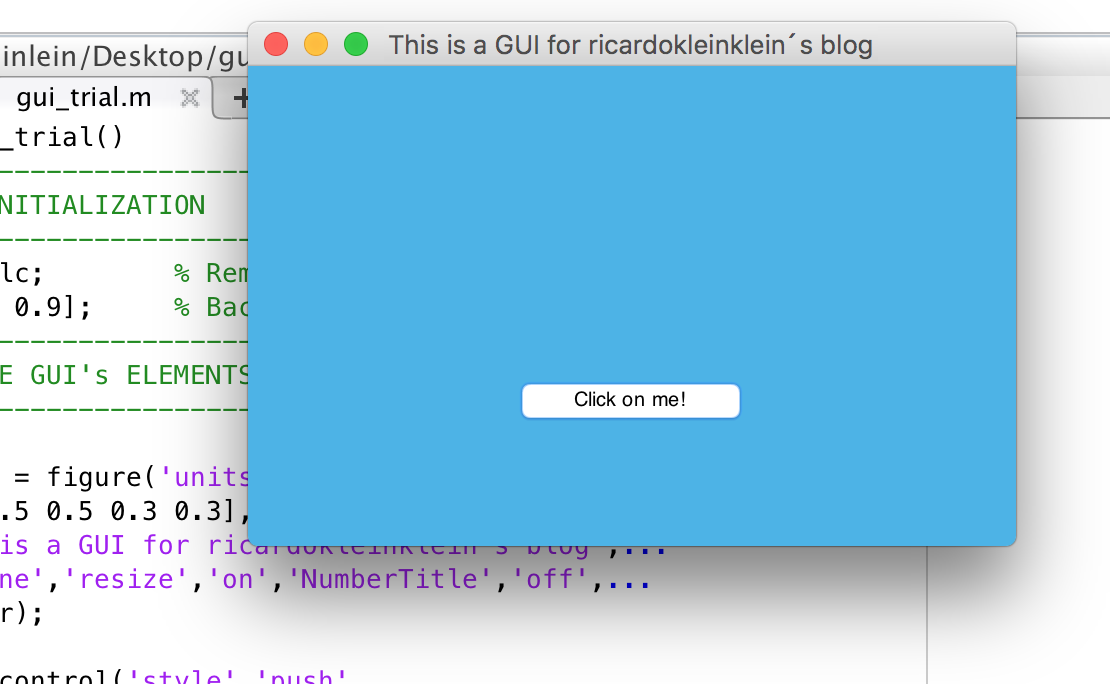 This is a GUI for ricardokleinklein´s blog
inlein/Desktop/gu
gui_trial.m
_trial()
----------------
NITIALIZATION
----------------
lc; % Rem
0.9]; % Bac
----------------
E GUI's ELEMENTS
----------------
Click on me!
= figure('units
.5 0.5 0.3 0.3],
is a GUI for ricardokleinklein´s blog',...
ne','resize','on','NumberTitle','off',...
r);
control('style','push'